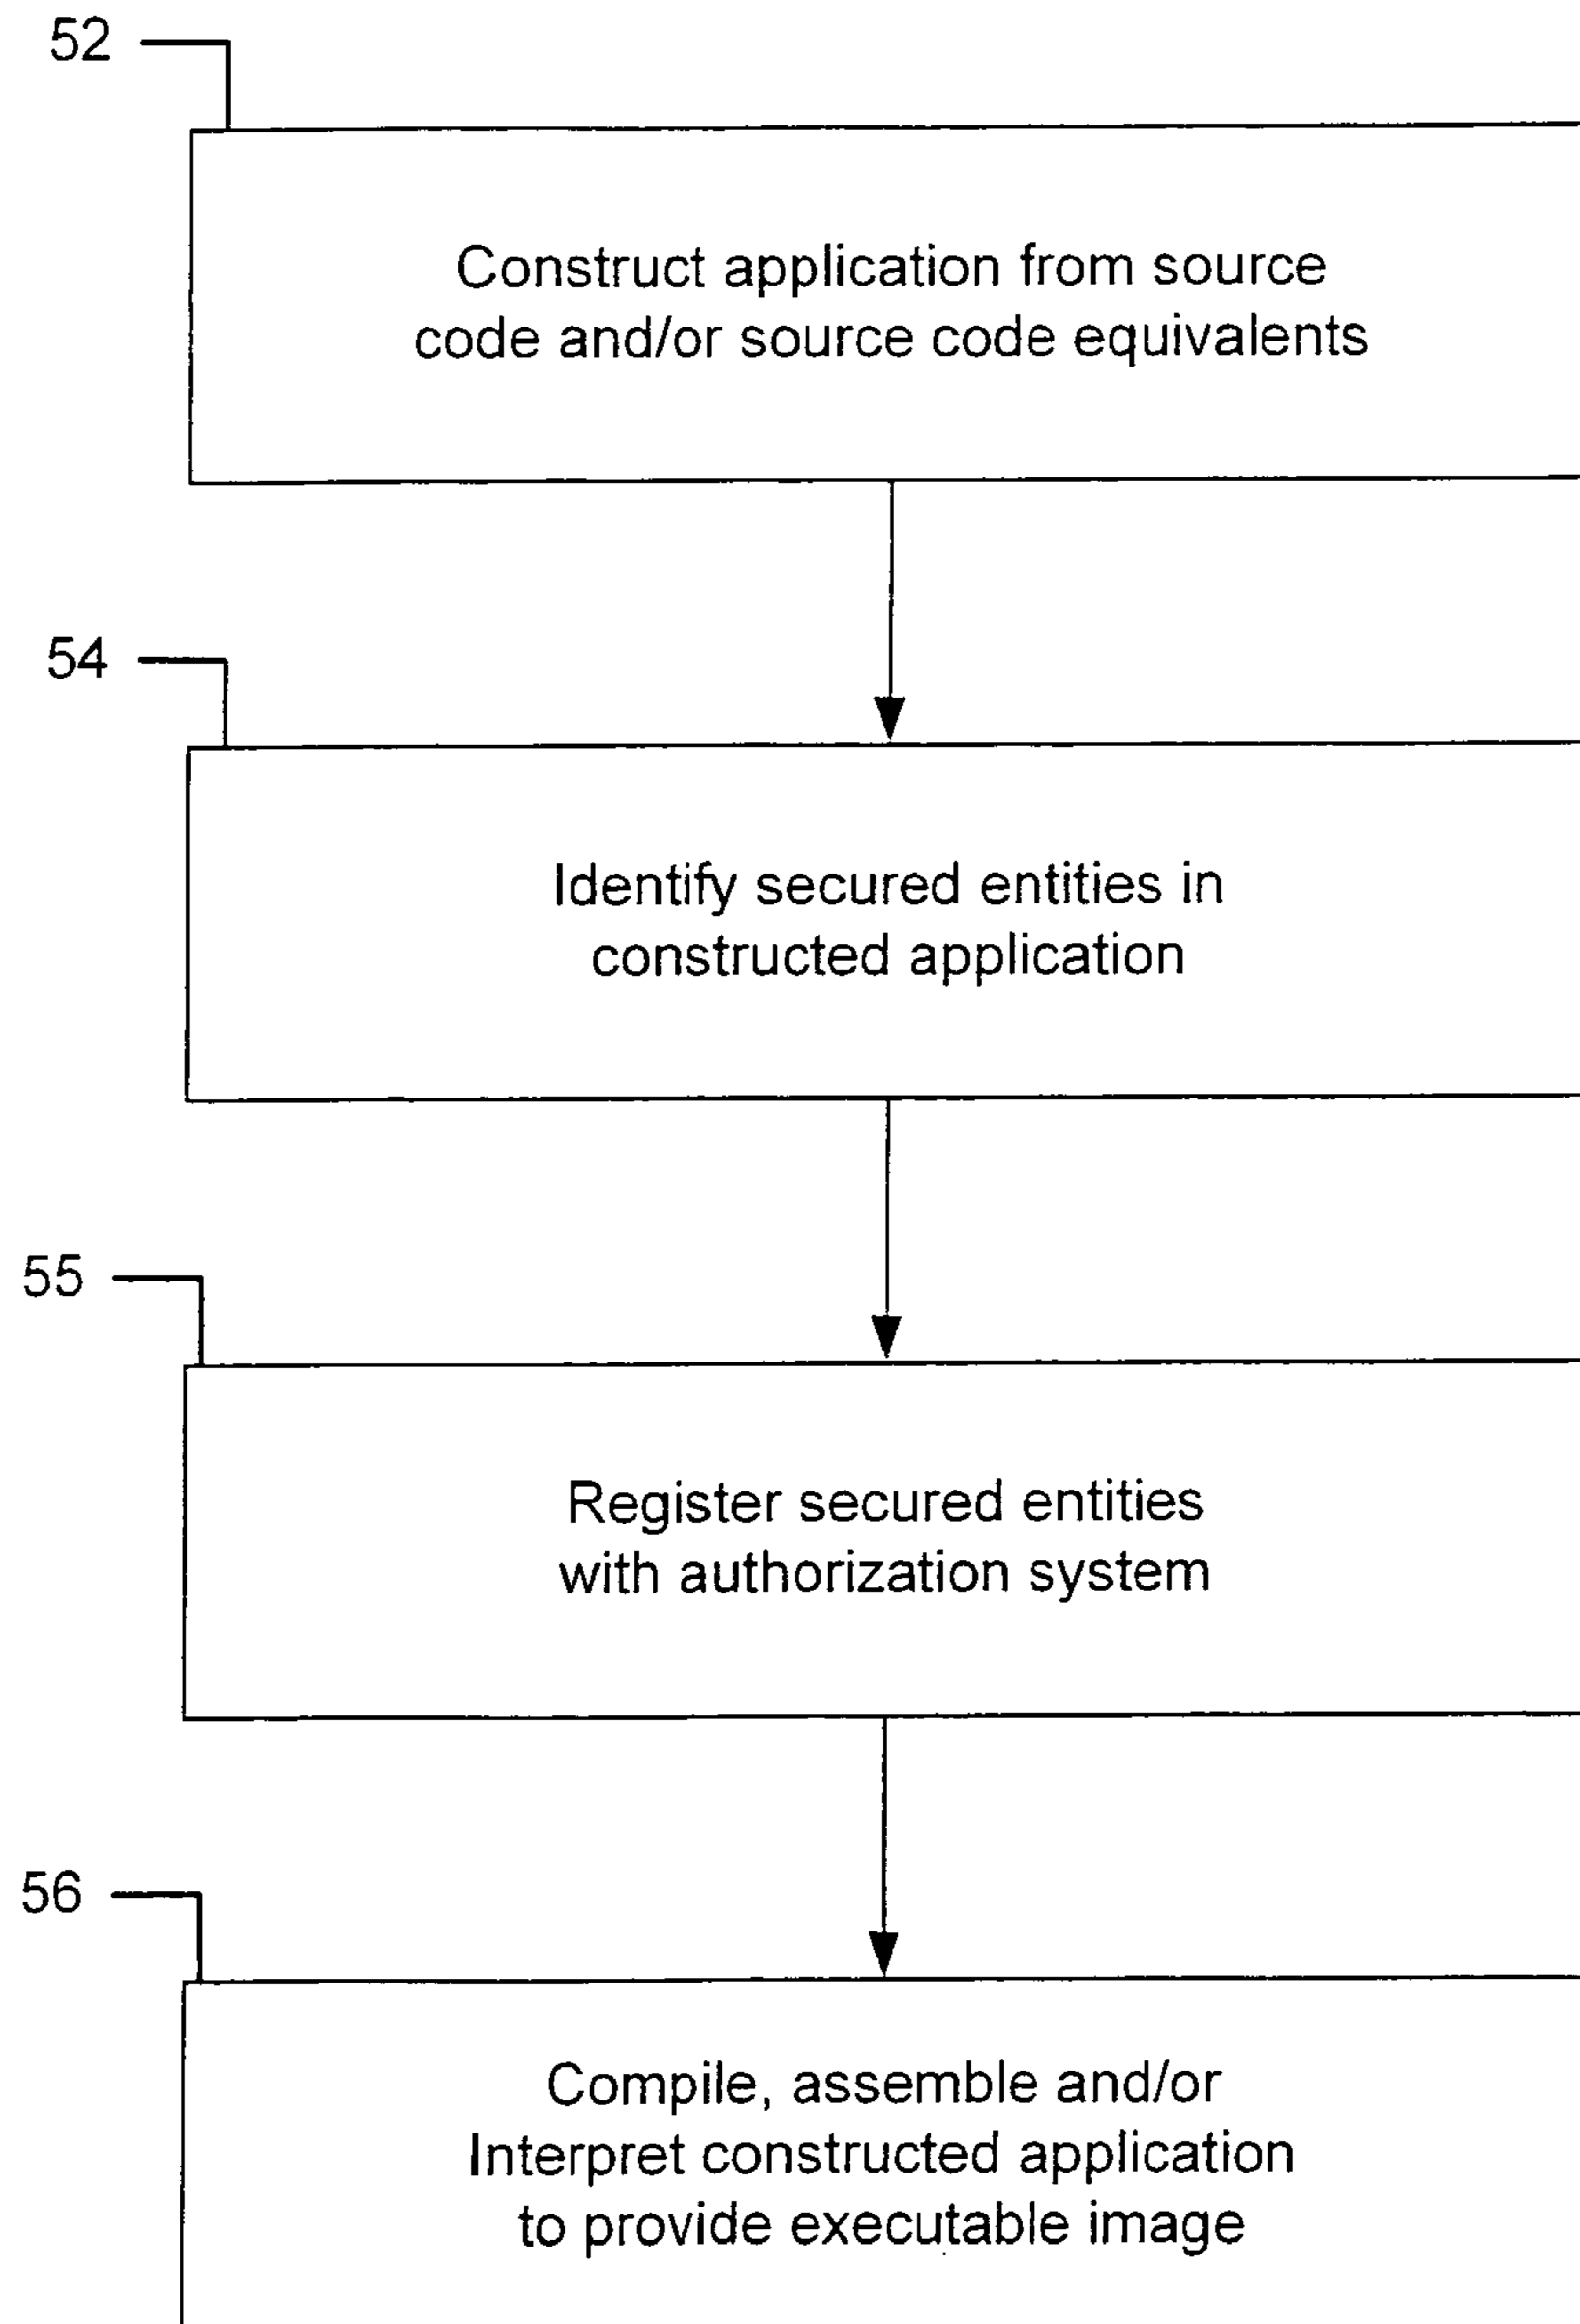 52
Construct application from source
code and/or source code equivalents
54
Identify secured entities in
constructed application
55
Register secured entities
with authorization system
56
Compile, assemble and/or
Interpret constructed application
to provide executable image